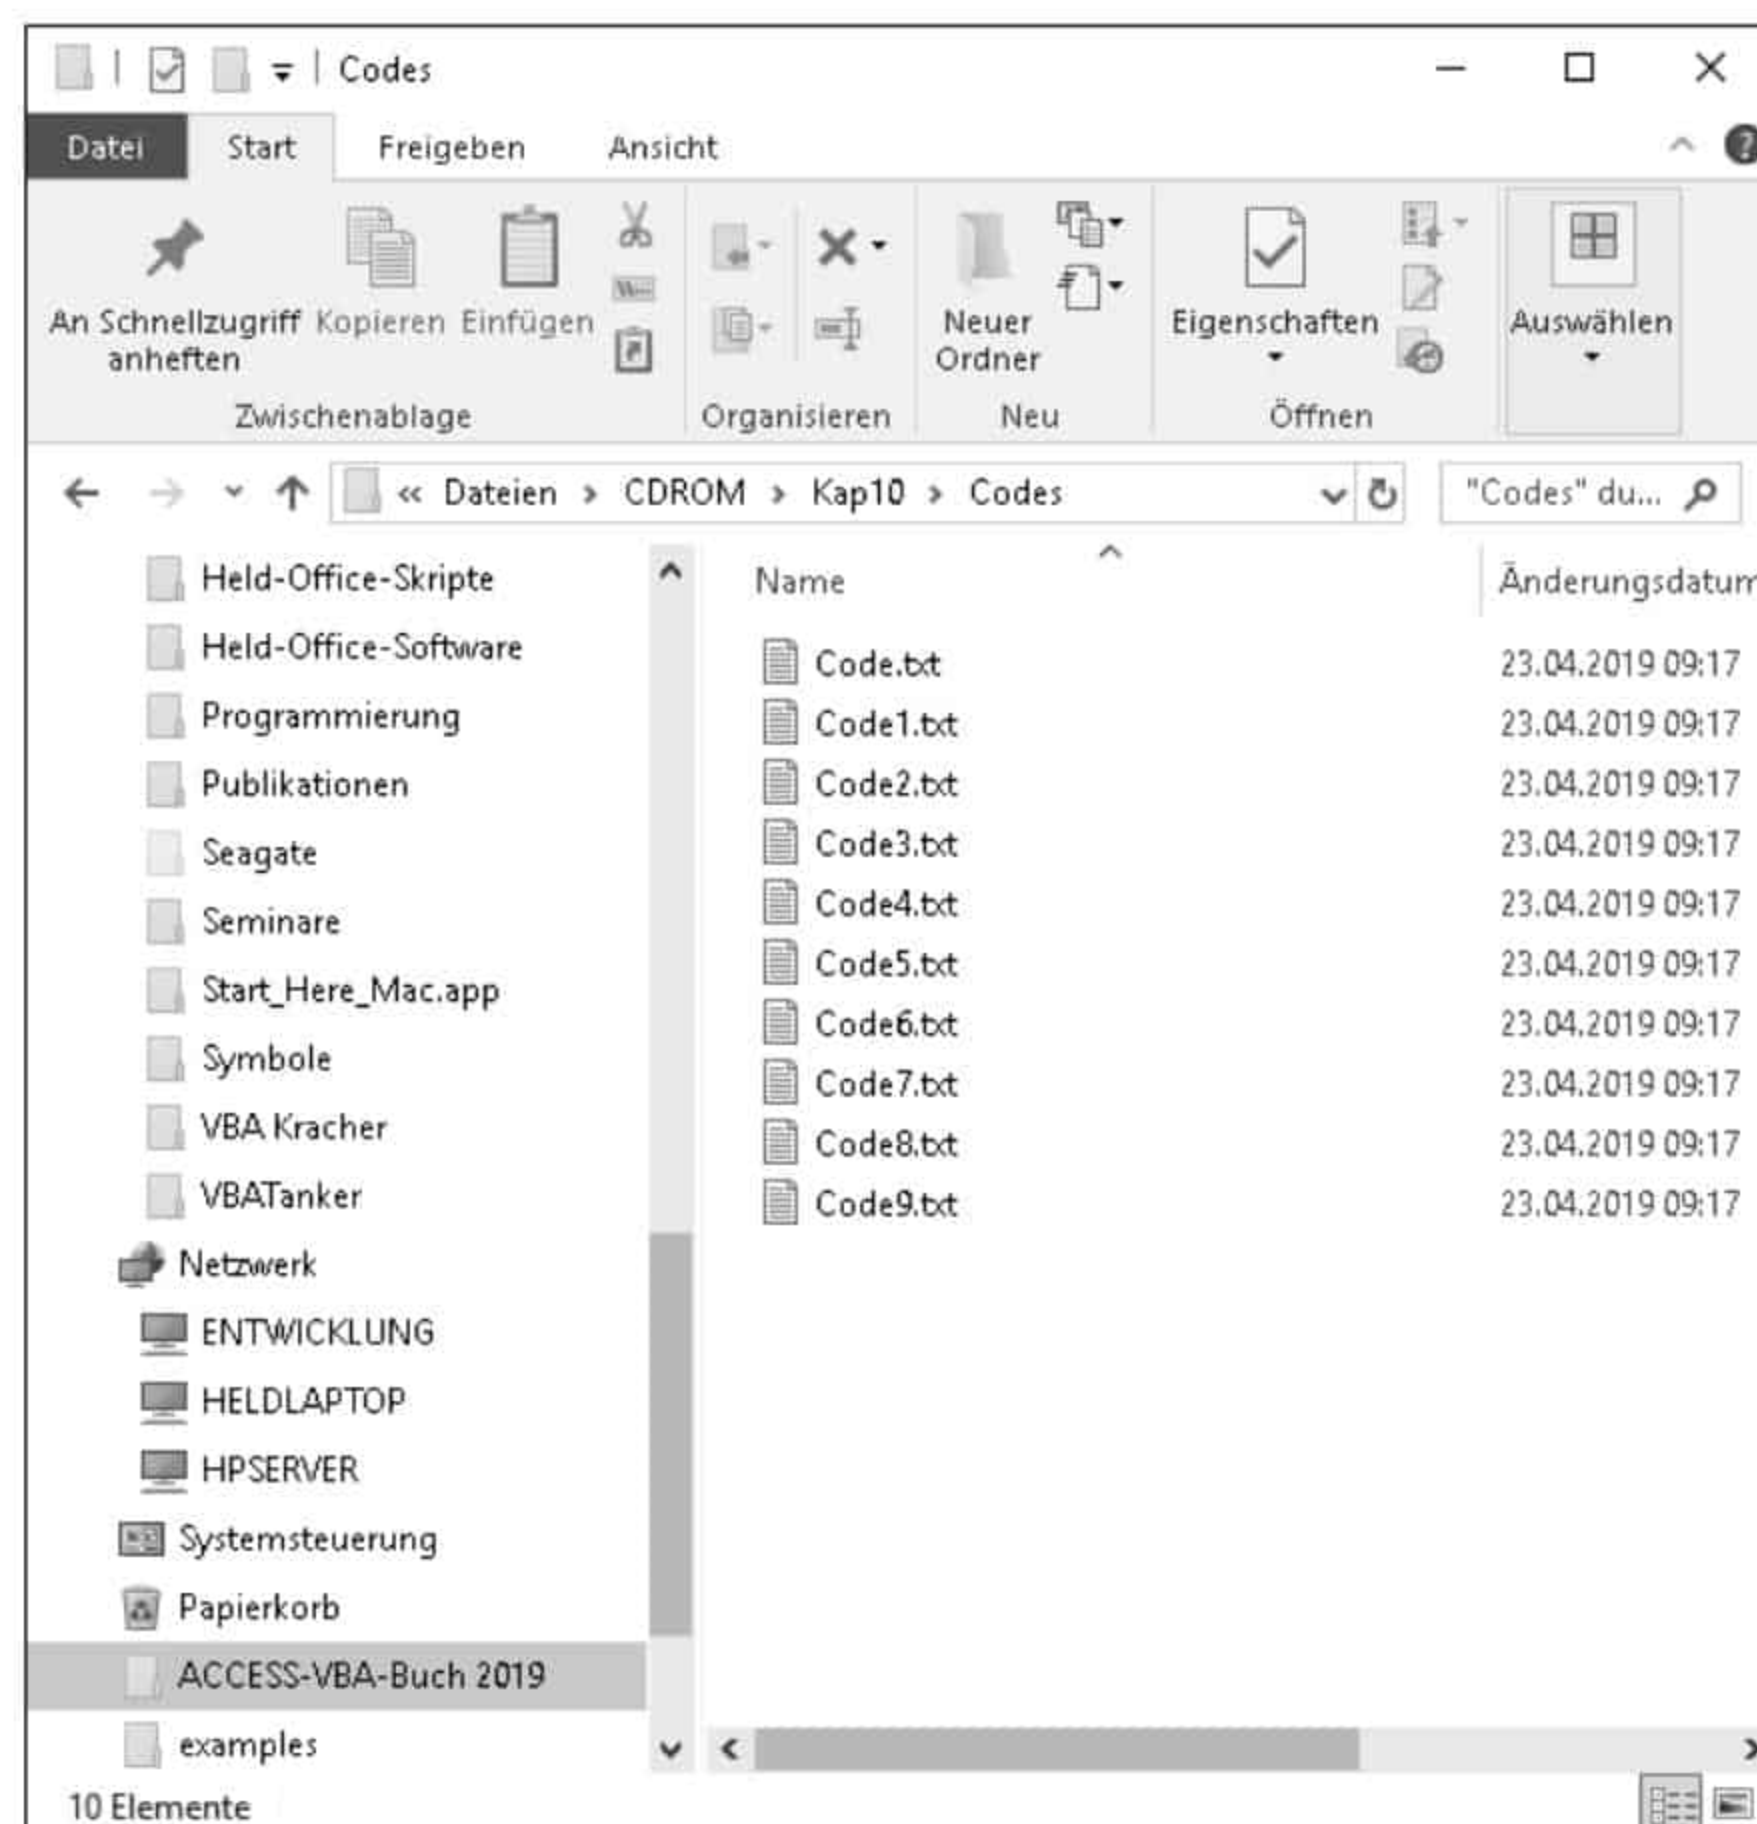 Codes
Datei Start Freigeben Ansicht
An Schnellzugriff anheften
Kopieren
Einfügen
Neuer Ordner
Eigenschaften
Auswählen
Zwischenablage Organisieren Neu Öffnen
« Dateien > CDROM > Kap10 > Codes
"Codes" du...
Held-Office-Skripte
Held-Office-Software
Programmierung
Publikationen
Seagate
Seminare
Start_Here_Mac.app
Symbole
VBA Kracher
VBATanker
Netzwerk
ENTWICKLUNG
HELDLAPTOP
HPSERVER
Systemsteuerung
Papierkorb
ACCESS-VBA-Buch 2019
examples
Name Änderungsdatum
Code.txt 23.04.2019 09:17
Code1.txt 23.04.2019 09:17
Code2.txt 23.04.2019 09:17
Code3.txt 23.04.2019 09:17
Code4.txt 23.04.2019 09:17
Code5.txt 23.04.2019 09:17
Code6.txt 23.04.2019 09:17
Code7.txt 23.04.2019 09:17
Code8.txt 23.04.2019 09:17
Code9.txt 23.04.2019 09:17
10 Elemente